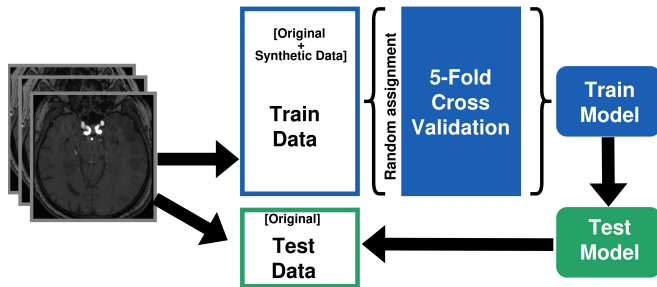 [Original
+
Synthetic Data]
Train
Data
Random assignment
5-Fold
Cross
Validation
Train
Model
[Original]
Test
Data
Test
Model